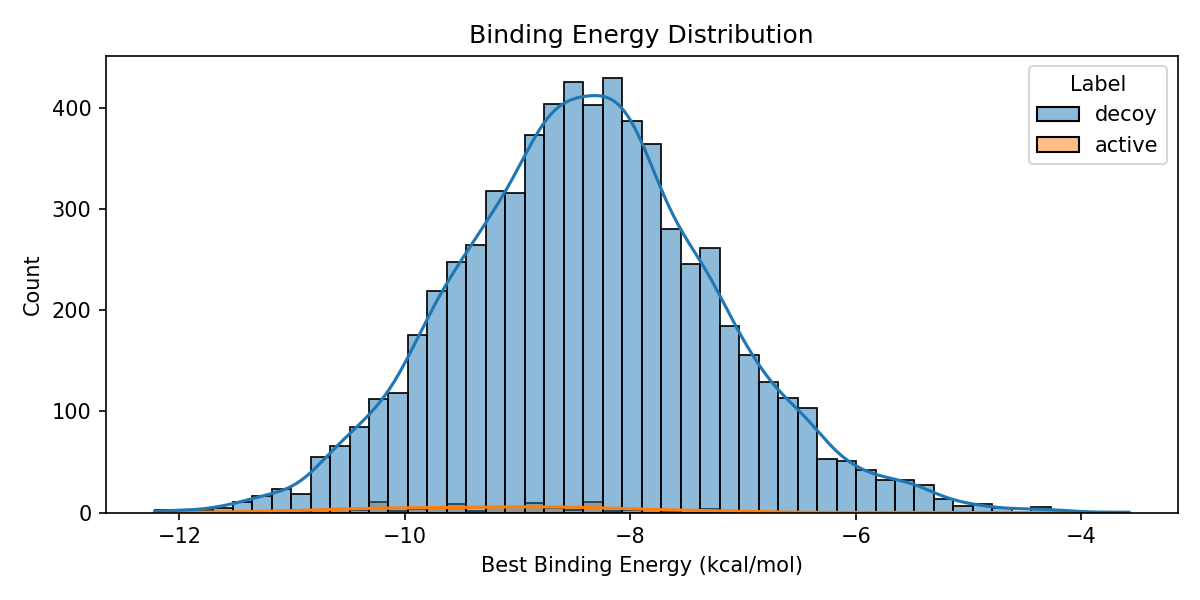 Binding Energy Distribution
Label
decoy
active
Count
400
300
200
100
0
−12
−10
−8
−6
−4
Best Binding Energy (kcal/mol)